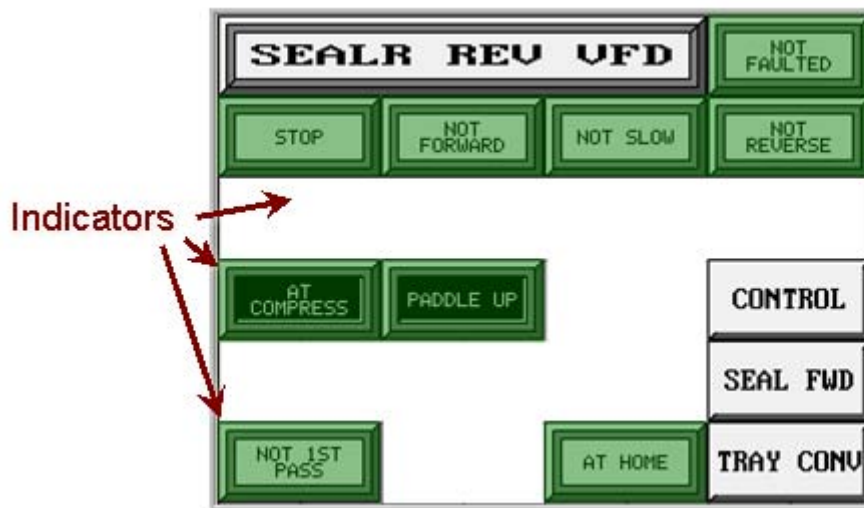 SEALR REV VFD
NOT
FAULTED
STOP
NOT
FORWARD
NOT SLOW
NOT
REVERSE
Indicators
AT
COMPRESS
PADDLE UP
CONTROL
SEAL FWD
NOT 1ST
PASS
AT HOME
TRAY CONV